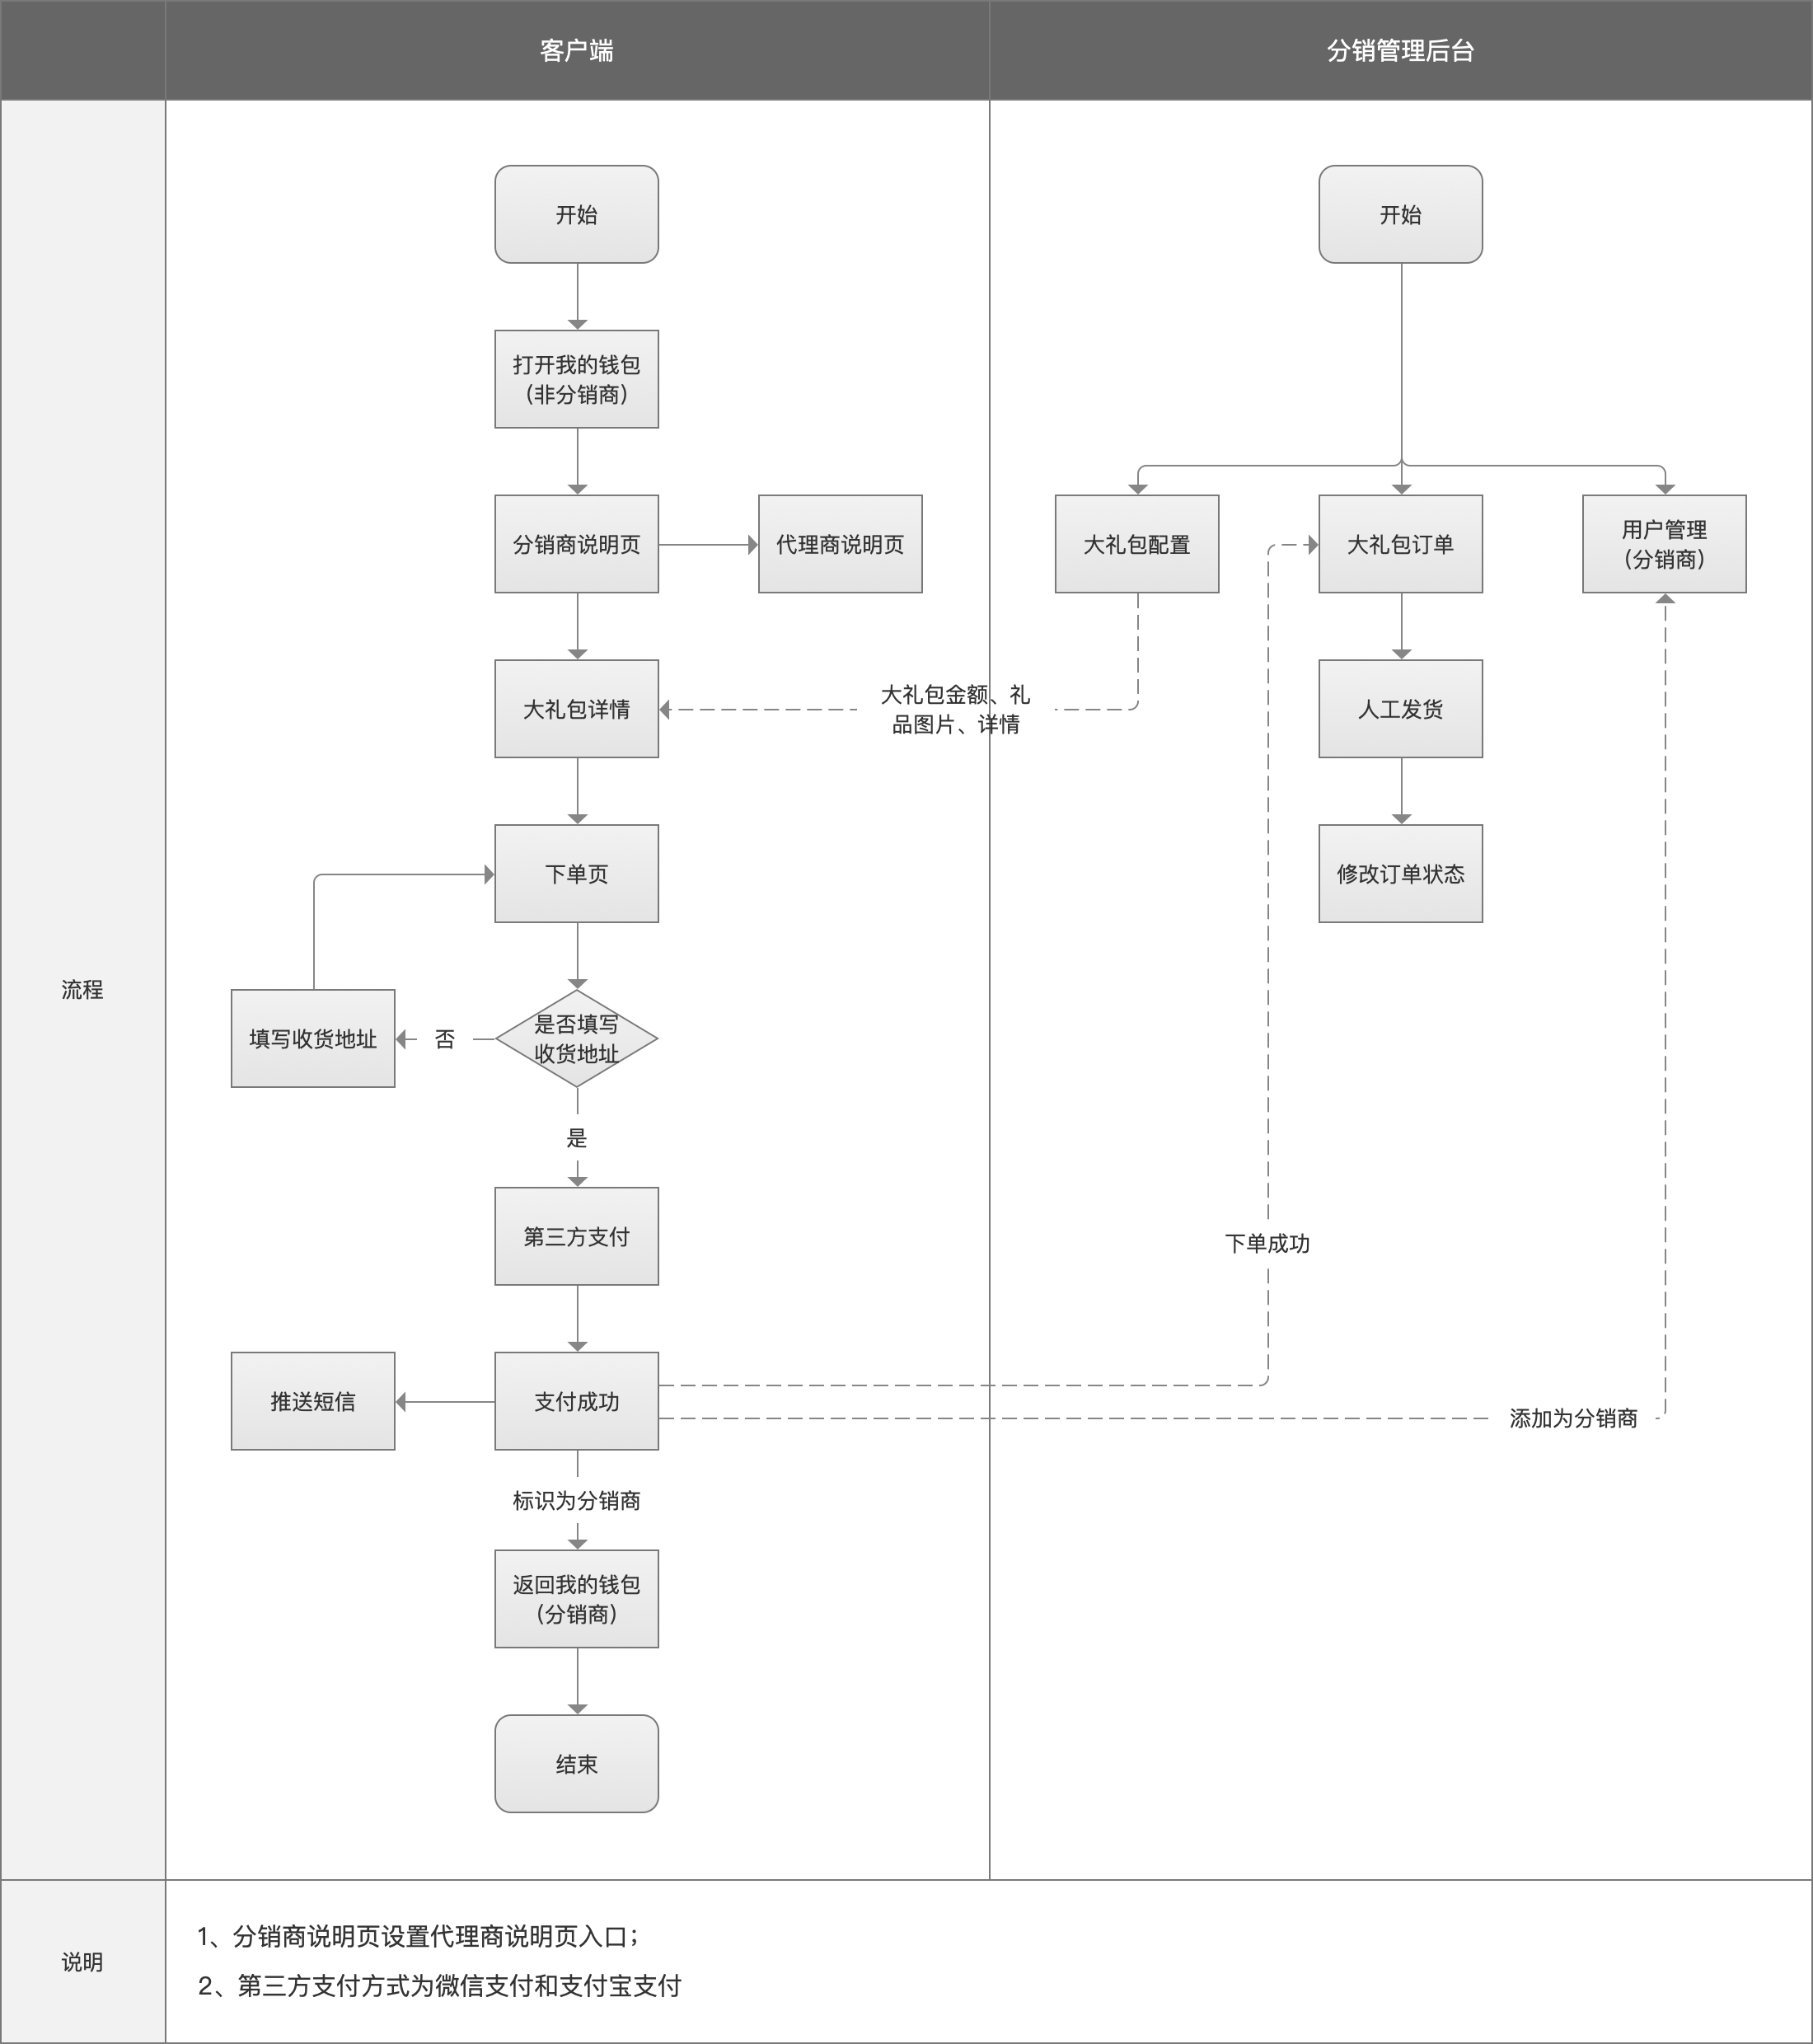 客户端
分销管理后台
流程
开始
开始
打开我的钱包
（非分销商）
分销商说明页
代理商说明页
大礼包配置
大礼包订单
用户管理
（分销商）
大礼包详情
大礼包金额、礼
品图片、详情
人工发货
下单页
修改订单状态
填写收货地址
否
是否填写
收货地址
是
第三方支付
下单成功
推送短信
支付成功
添加为分销商
标识为分销商
返回我的钱包
（分销商）
结束
说明
1、分销商说明页设置代理商说明页入口；
2、第三方支付方式为微信支付和支付宝支付